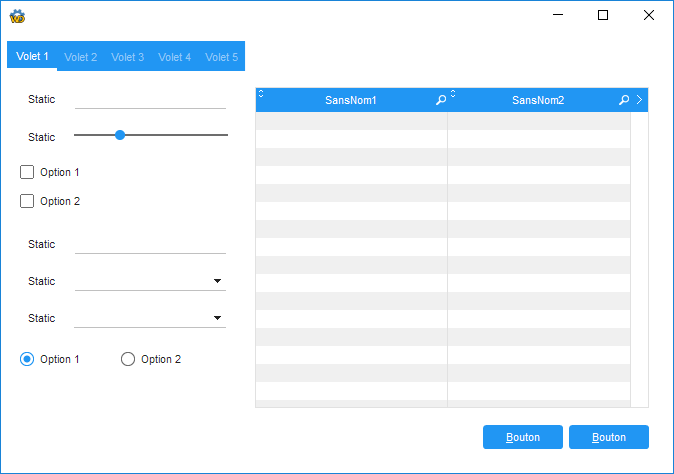 Volet 1 Volet 2 Volet 3 Volet 4 Volet 5
Static
SansNom1 SansNom2
Static
Option 1
Option 2
Static
Static
Static
Option 1 Option 2
Bouton Bouton